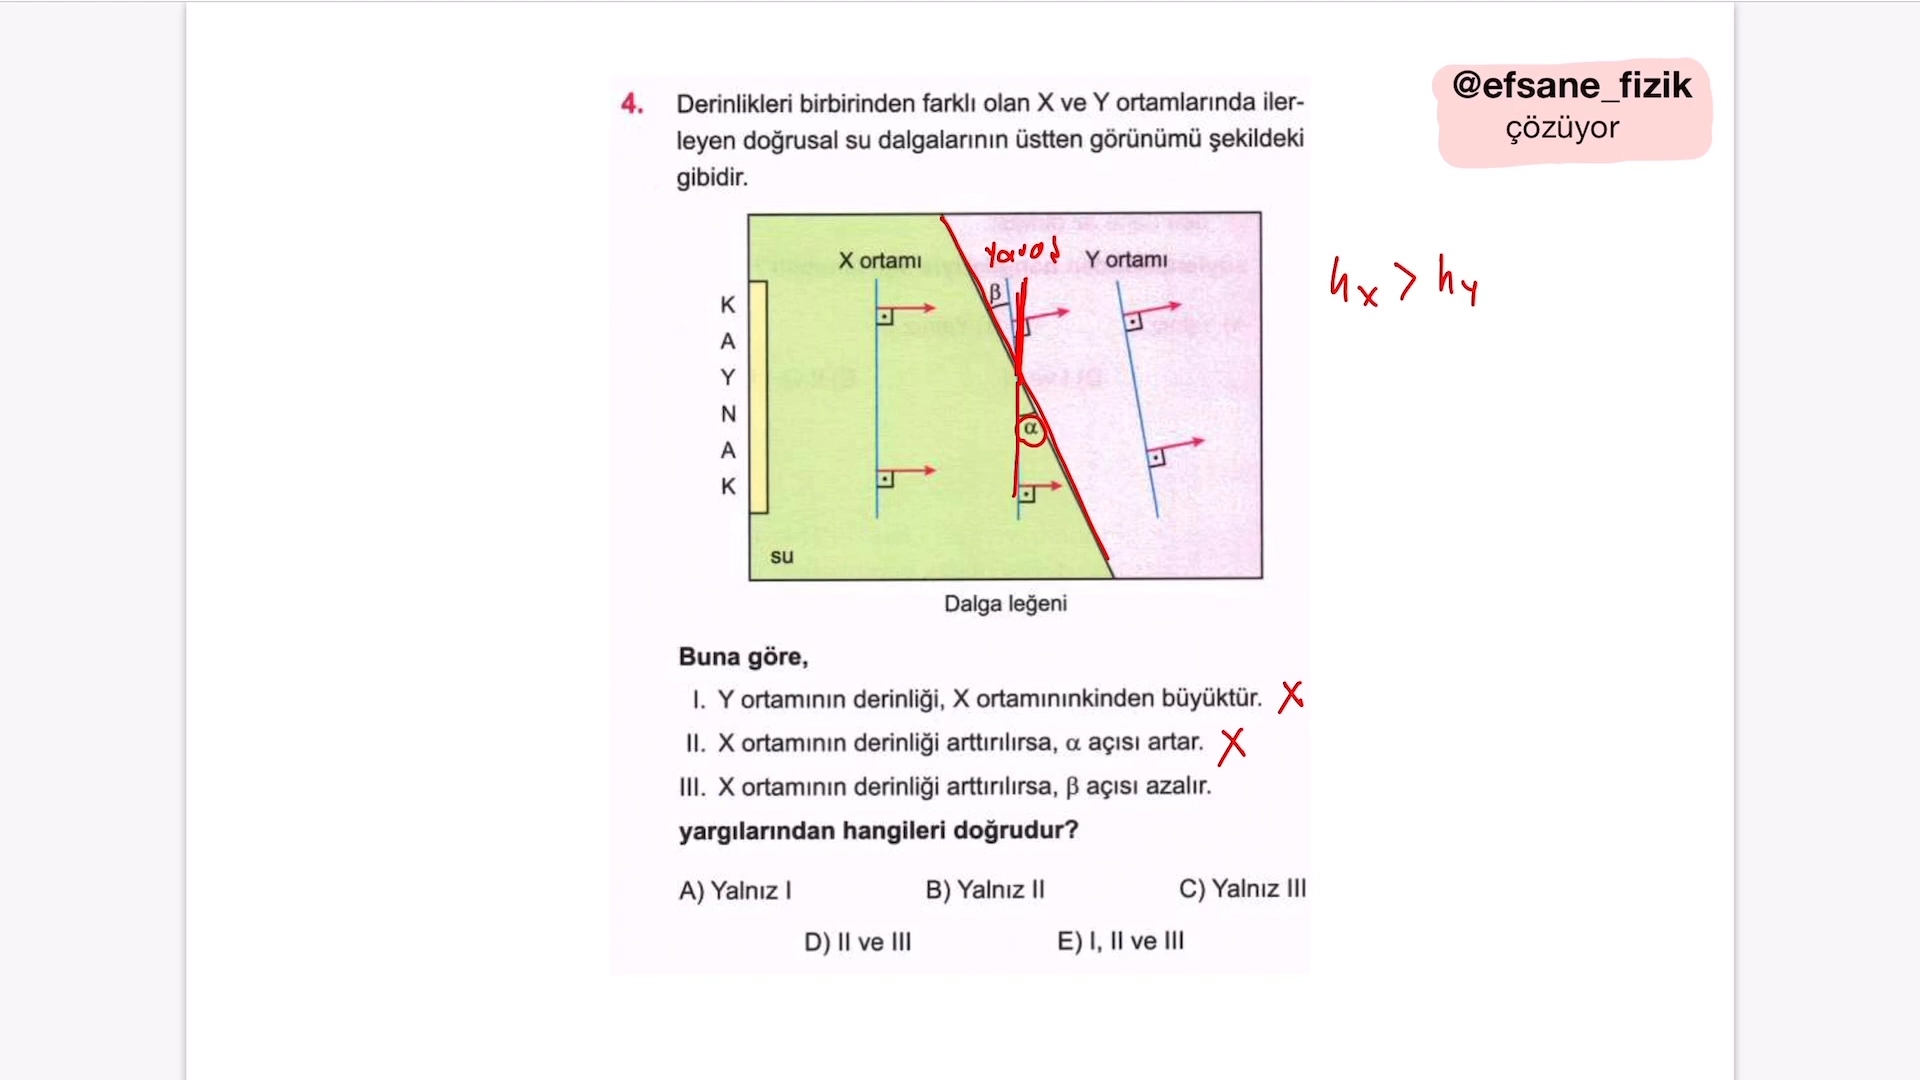 @efsane_fizik
çözüyor
4. Derinlikleri birbirinden farklı olan X ve Y ortamlarında iler-
leyen doğrusal su dalgalarının üstten görünümü şekildeki
gibidir.
X ortamı
yavaş
Y ortamı
β
α
K
A
Y
N
A
K
su
hx > hy
Dalga leğeni
Buna göre,
I. Y ortamının derinliği, X ortamınınkinden büyüktür. X
II. X ortamının derinliği arttırılırsa, α açısı artar. X
III. X ortamının derinliği arttırılırsa, β açısı azalır.
yargılarından hangileri doğrudur?
A) Yalnız I B) Yalnız II C) Yalnız III
D) II ve III E) I, II ve III